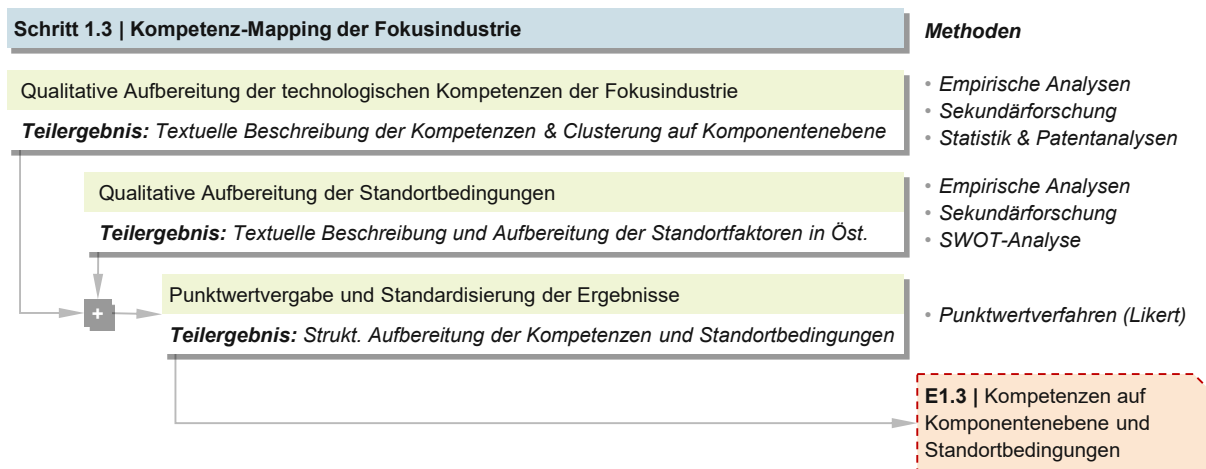 Schritt 1.3 | Kompetenz-Mapping der Fokusindustrie
Methoden
Qualitative Aufbereitung der technologischen Kompetenzen der Fokusindustrie
Teilergebnis: Textuelle Beschreibung der Kompetenzen & Clusterung auf Komponentenebene
• Empirische Analysen
• Sekundärforschung
• Statistik & Patentanalysen
Qualitative Aufbereitung der Standortbedingungen
Teilergebnis: Textuelle Beschreibung und Aufbereitung der Standortfaktoren in Öst.
• Empirische Analysen
• Sekundärforschung
• SWOT-Analyse
Punktwertvergabe und Standardisierung der Ergebnisse
+
Teilergebnis: Strukt. Aufbereitung der Kompetenzen und Standortbedingungen
• Punktwertverfahren (Likert)
E1.3 | Kompetenzen auf
Komponentenebene und
Standortbedingungen